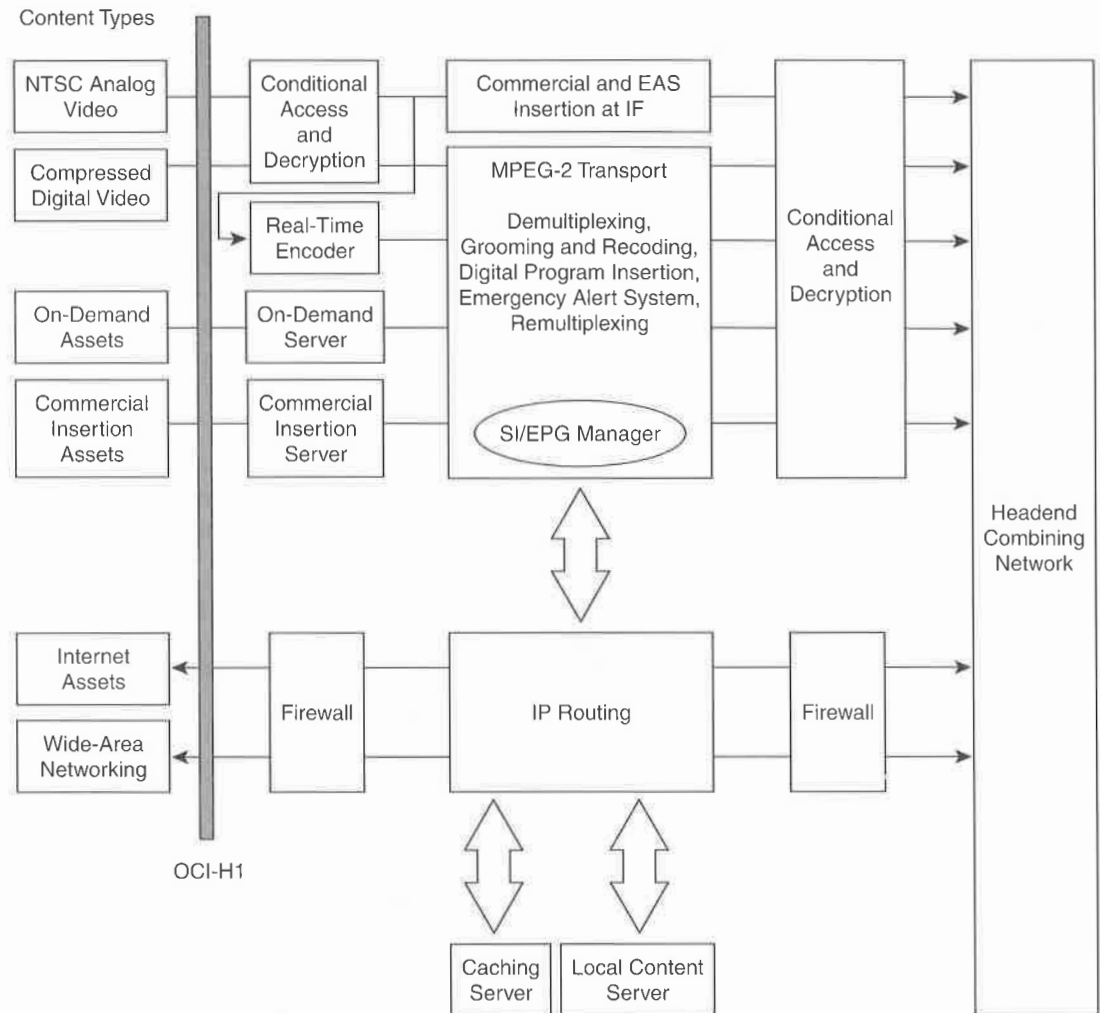 Content Types
NTSC Analog
Video
Compressed
Digital Video
On-Demand
Assets
Commercial
Insertion
Assets
Internet
Assets
Wide-Area
Networking
OCI-H1
Conditional
Access
and
Decryption
Real-Time
Encoder
On-Demand
Server
Commercial
Insertion
Server
Firewall
Commercial and EAS
Insertion at IF
MPEG-2 Transport
Demultiplexing,
Grooming and Recoding,
Digital Program Insertion,
Emergency Alert System,
Remultiplexing
SI/EPG Manager
IP Routing
Caching
Server
Local Content
Server
Conditional
Access
and
Decryption
Firewall
Headend
Combining
Network